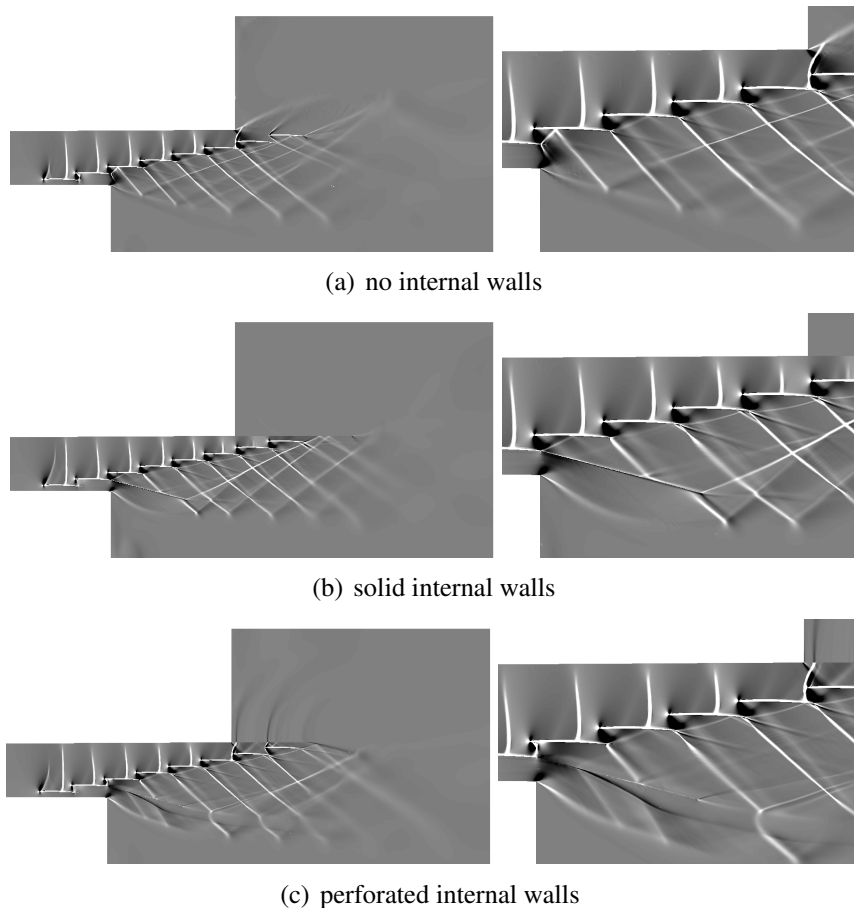 (a) no internal walls
(b) solid internal walls
(c) perforated internal walls